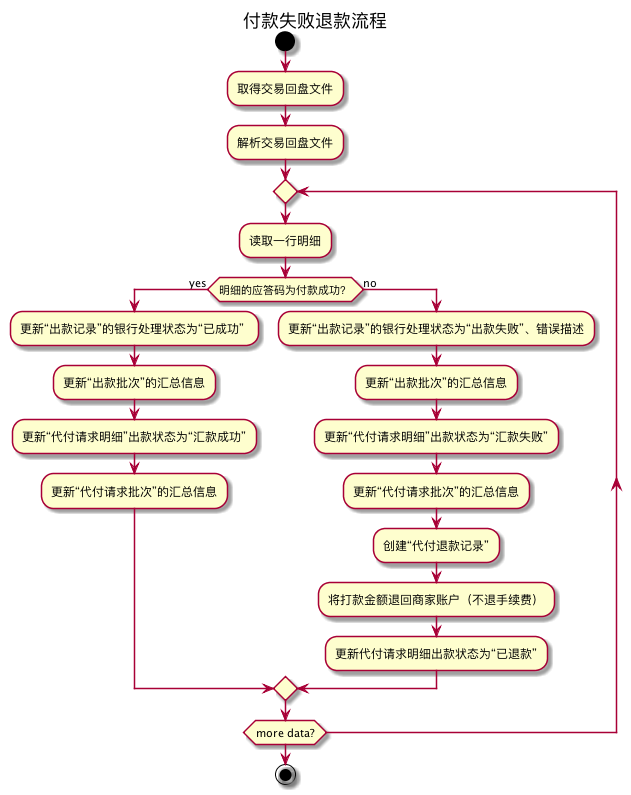 付款失败退款流程
取得交易回盘文件
解析交易回盘文件
读取一行明细
yes
明细的应答码为付款成功?
no
更新“出款记录”的银行处理状态为“已成功”
更新“出款批次”的汇总信息
更新“代付请求明细”出款状态为“汇款成功”
更新“代付请求批次”的汇总信息
更新“出款记录”的银行处理状态为“出款失败”、错误描述
更新“出款批次”的汇总信息
更新“代付请求明细”出款状态为“汇款失败”
更新“代付请求批次”的汇总信息
创建“代付退款记录”
将打款金额退回商家账户（不退手续费）
更新代付请求明细出款状态为“已退款”
more data?